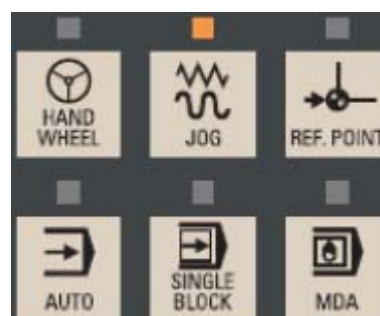 HAND
WHEEL
JOG
REF. POINT
AUTO
SINGLE
BLOCK
MDA